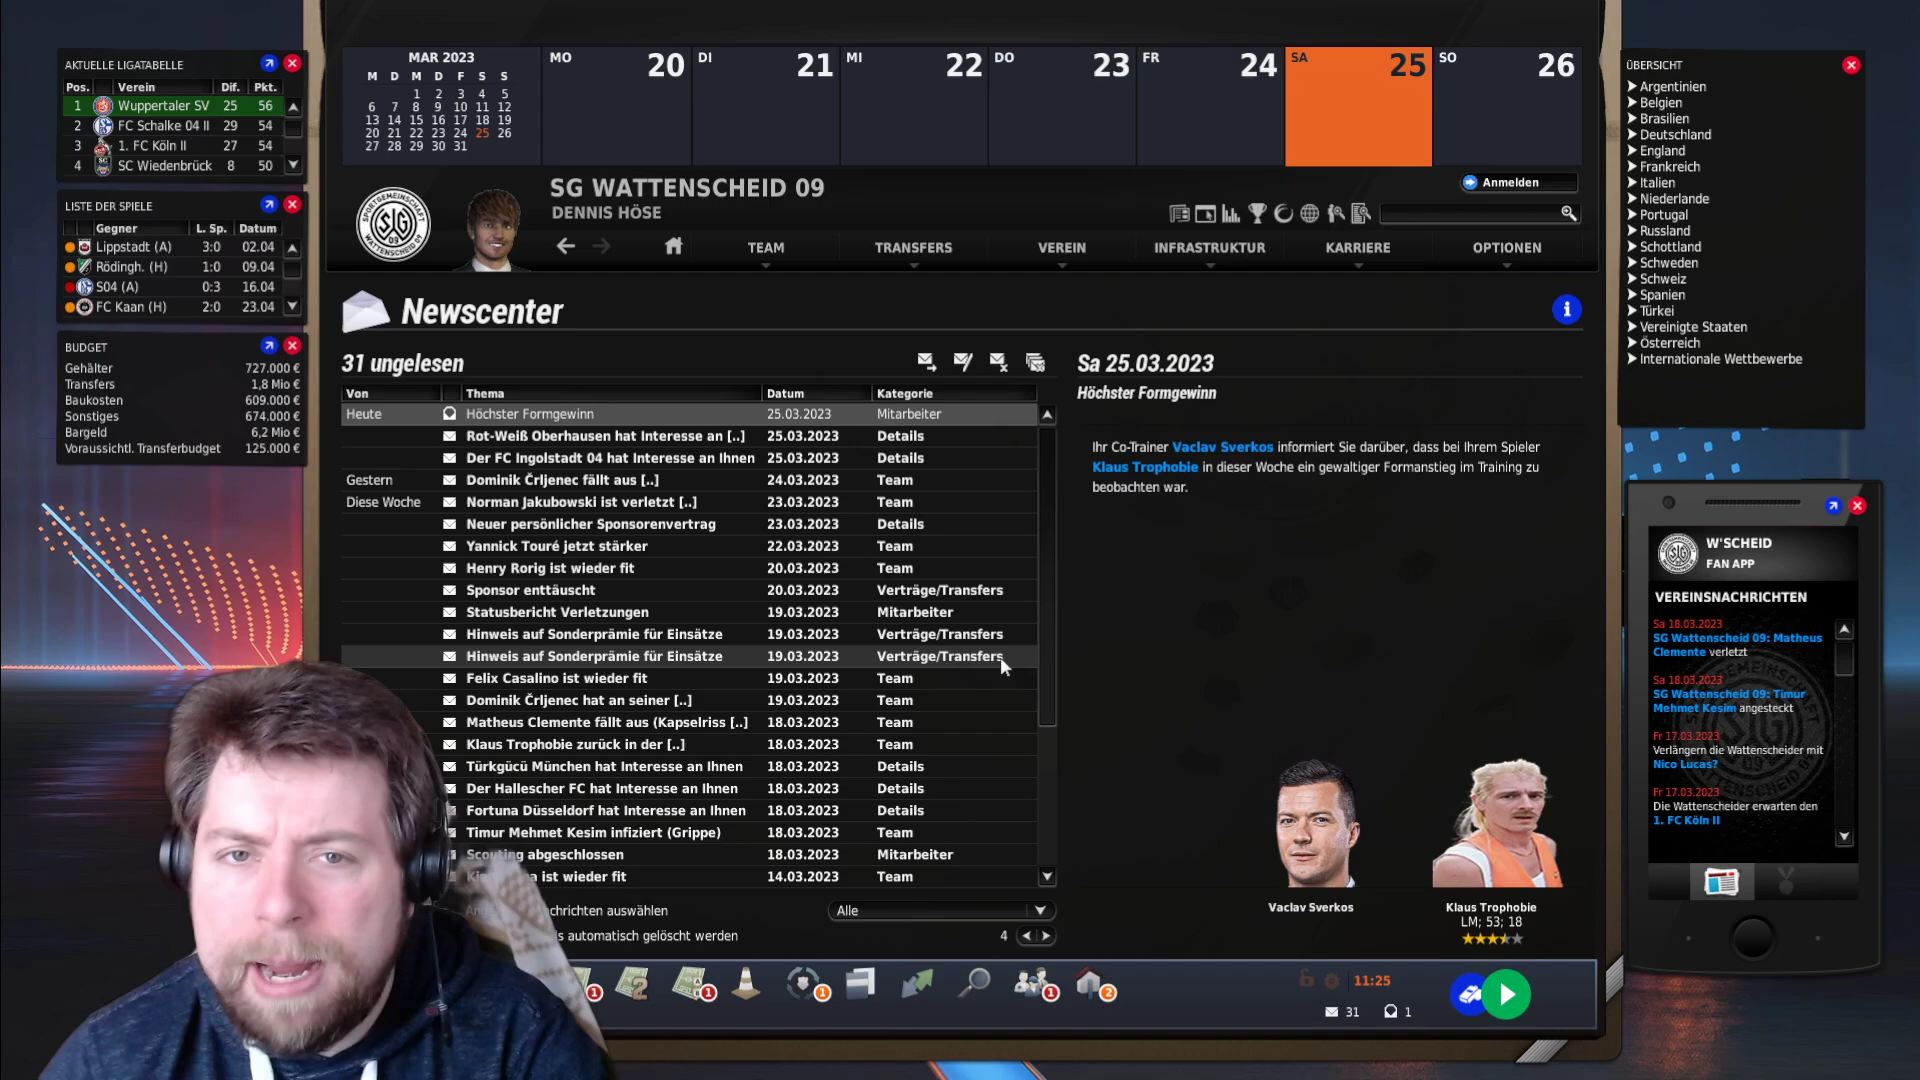 AKTUELLE LIGATABELLE
Pos. Verein Dif. Pkt.
1 Wuppertaler SV 25 56
2 FC Schalke 04 II 29 54
3 1. FC Köln II 27 54
4 SC Wiedenbrück 8 50
LISTE DER SPIELE
Gegner L. Sp. Datum
Lippstadt (A) 3:0 02.04
Rödingh. (H) 1:0 09.04
S04 (A) 0:3 16.04
FC Kaan (H) 2:0 23.04
BUDGET
Gehälter 727.000 €
Transfers 1,8 Mio €
Baukosten 609.000 €
Sonstiges 674.000 €
Bargeld 6,2 Mio €
Voraussichtl. Transferbudget 125.000 €
MAR 2023
M D M D F S S
1 2 3 4 5
6 7 8 9 10 11 12
13 14 15 16 17 18 19
20 21 22 23 24 25 26
27 28 29 30 31
MO 20 DI 21 MI 22 DO 23 FR 24 SA 25 SO 26
SG WATTENSCHEID 09
DENNIS HÖSE
Anmelden
TEAM TRANSFERS VEREIN INFRASTRUKTUR KARRIERE OPTIONEN
Newscenter
31 ungelesen
Von Thema Datum Kategorie
Heute Höchster Formgewinn 25.03.2023 Mitarbeiter
Rot-Weiß Oberhausen hat Interesse an [..] 25.03.2023 Details
Der FC Ingolstadt 04 hat Interesse an Ihnen 25.03.2023 Details
Gestern Dominik Črljenec fällt aus [..] 24.03.2023 Team
Diese Woche Norman Jakubowski ist verletzt [..] 23.03.2023 Team
Neuer persönlicher Sponsorenvertrag 23.03.2023 Details
Yannick Touré jetzt stärker 22.03.2023 Team
Henry Rorig ist wieder fit 20.03.2023 Team
Sponsor enttäuscht 20.03.2023 Verträge/Transfers
Statusbericht Verletzungen 19.03.2023 Mitarbeiter
Hinweis auf Sonderprämie für Einsätze 19.03.2023 Verträge/Transfers
Hinweis auf Sonderprämie für Einsätze 19.03.2023 Verträge/Transfers
Felix Casalino ist wieder fit 19.03.2023 Team
Dominik Črljenec hat an seiner [..] 19.03.2023 Team
Matheus Clemente fällt aus (Kapselriss [..] 18.03.2023 Team
Klaus Trophobie zurück in der [..] 18.03.2023 Team
Türkgücü München hat Interesse an Ihnen 18.03.2023 Details
Der Hallescher FC hat Interesse an Ihnen 18.03.2023 Details
Fortuna Düsseldorf hat Interesse an Ihnen 18.03.2023 Details
Timur Mehmet Kesim infiziert (Grippe) 18.03.2023 Team
Scouting abgeschlossen 18.03.2023 Mitarbeiter
ist wieder fit 14.03.2023 Team
chrichten auswählen Alle
s automatisch gelöscht werden 4
Sa 25.03.2023
Höchster Formgewinn
Ihr Co-Trainer Vaclav Sverkos informiert Sie darüber, dass bei Ihrem Spieler
Klaus Trophobie in dieser Woche ein gewaltiger Formanstieg im Training zu
beobachten war.
Vaclav Sverkos
Klaus Trophobie
LM; 53; 18
1 2 1 1 1 2
11:25
31 1
ÜBERSICHT
Argentinien
Belgien
Brasilien
Deutschland
England
Frankreich
Italien
Niederlande
Portugal
Russland
Schottland
Schweden
Schweiz
Spanien
Türkei
Vereinigte Staaten
Österreich
Internationale Wettbewerbe
W'SCHEID
FAN APP
VEREINSNACHRICHTEN
Sa 18.03.2023
SG Wattenscheid 09: Matheus
Clemente verletzt
Sa 18.03.2023
SG Wattenscheid 09: Timur
Mehmet Kesim angesteckt
Fr 17.03.2023
Verlängern die Wattenscheider mit
Nico Lucas?
Fr 17.03.2023
Die Wattenscheider erwarten den
1. FC Köln II